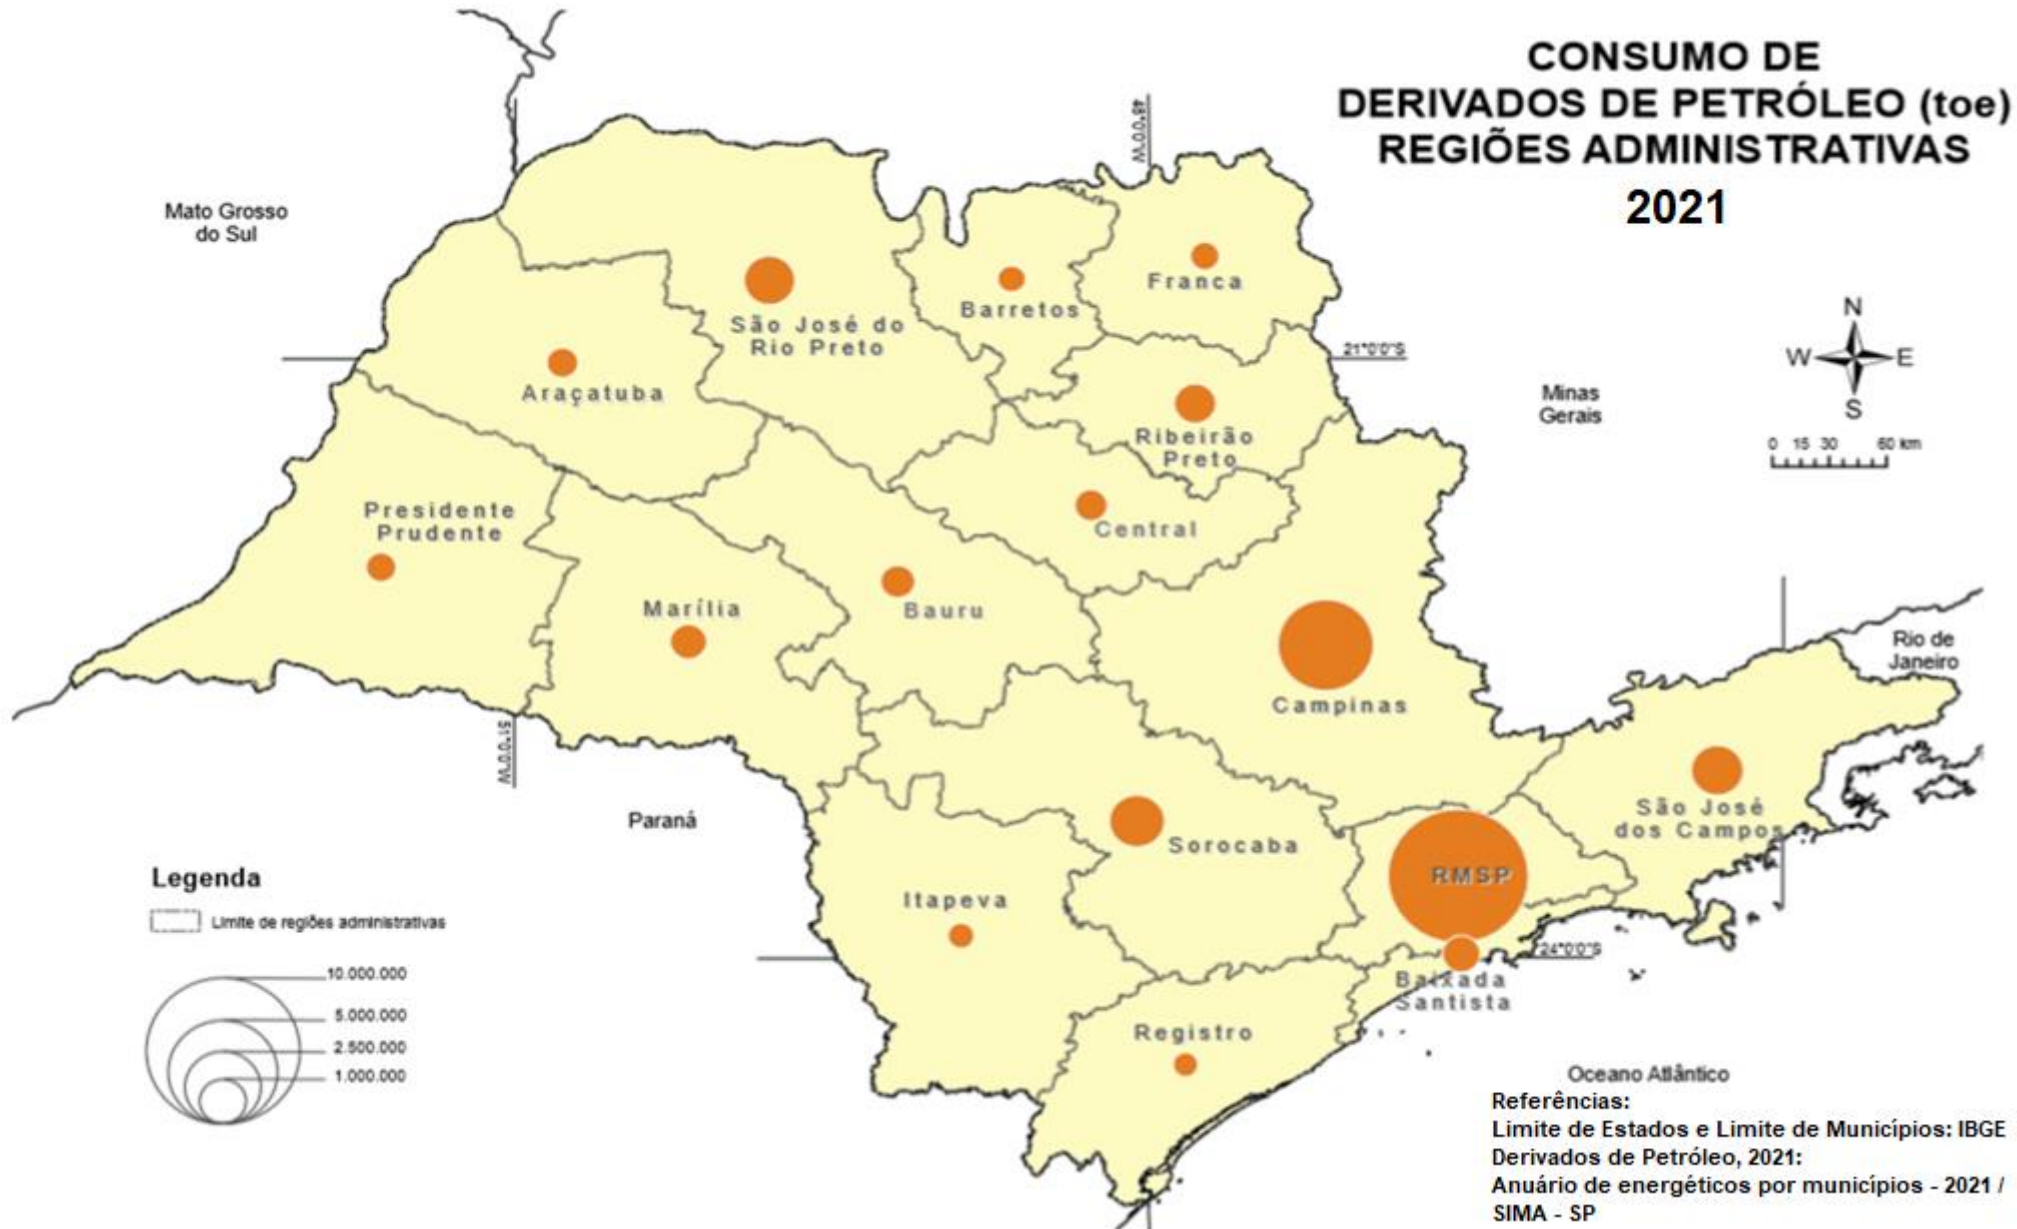 CONSUMO DE
DERIVADOS DE PETRÓLEO (toe)
REGIÕES ADMINISTRATIVAS
2021
48°0'0"W
Mato Grosso
do Sul
Franca
Barretos
São José do
Rio Preto
N
W E
S
21°0'0"S
Araçatuba
Minas
Gerais
0 15 30 60 km
Ribeirão
Preto
Presidente
Prudente
Central
Marília
Bauru
Rio de
Janeiro
Campinas
51°0'0"W
Paraná
São José
dos Campos
Sorocaba
RMSP
Itapeva
24°0'0"S
Baixada
Santista
Registro
Legenda
Limite de regiões administrativas
10.000.000
5.000.000
2.500.000
1.000.000
Oceano Atlântico
Referências:
Limite de Estados e Limite de Municípios: IBGE
Derivados de Petróleo, 2021:
Anuário de energéticos por municípios - 2021 /
SIMA - SP